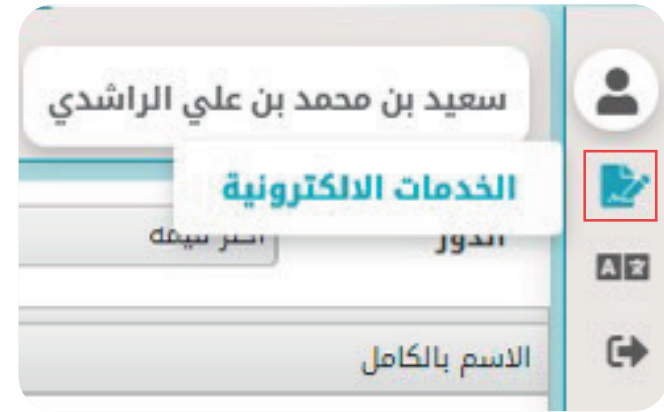 سعيد بن محمد بن علي الراشدي
الخدمات الالكترونية
الدور
الاسم بالكامل